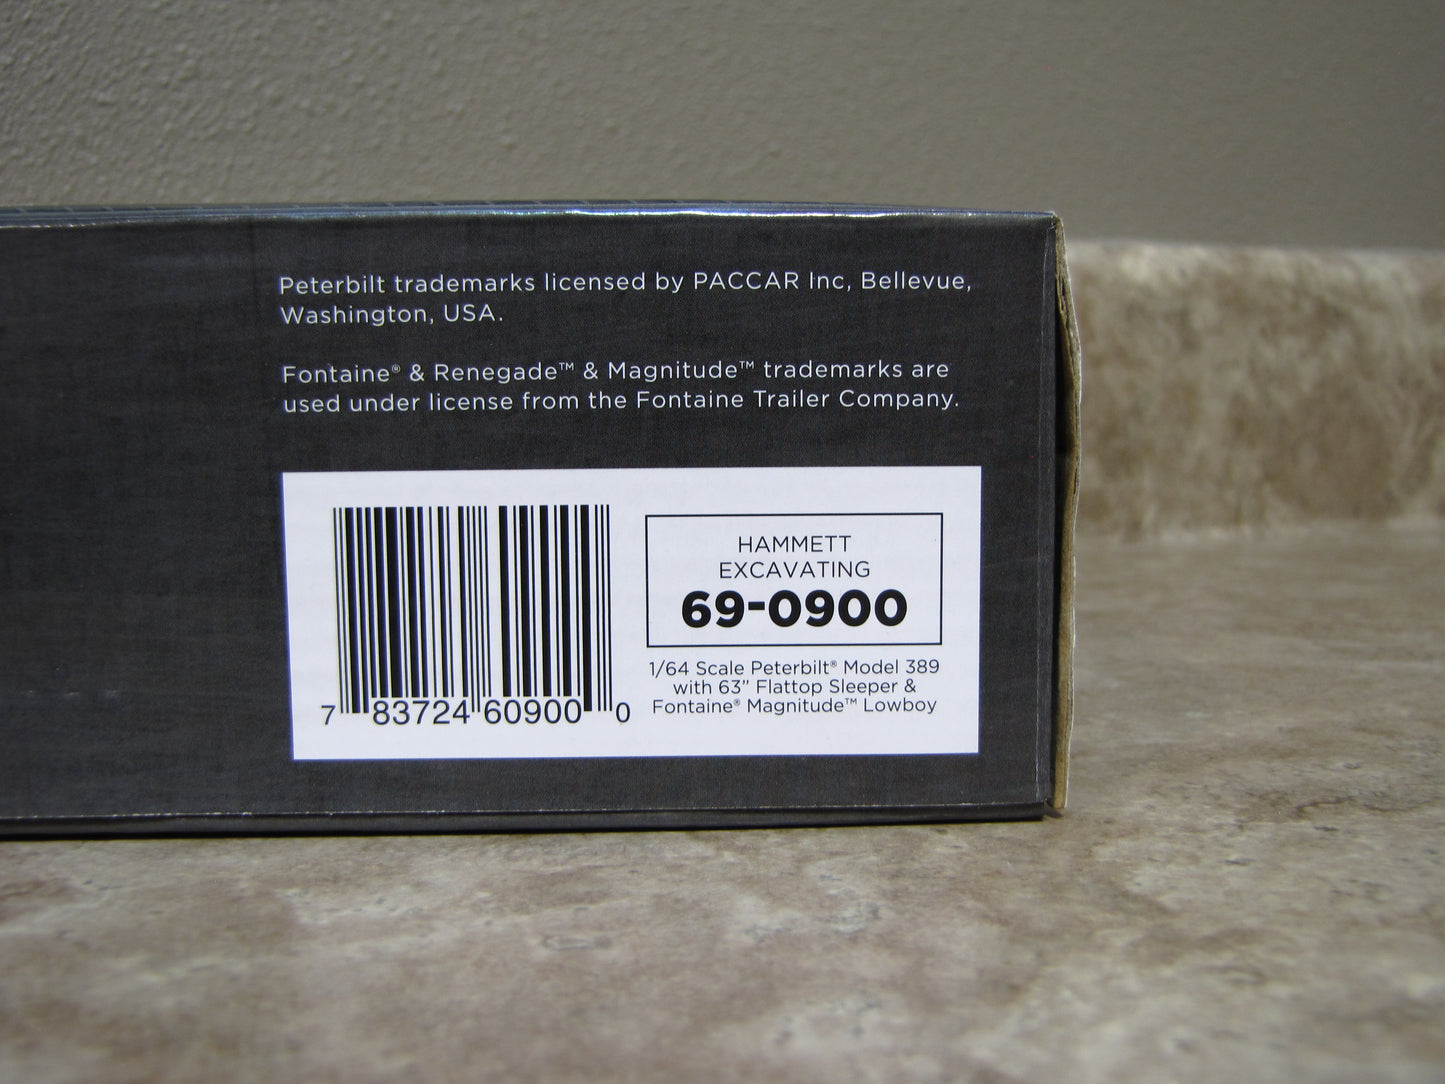 Peterbilt trademarks licensed by PACCAR Inc, Bellevue,
Washington, USA.
Fontaine® & Renegade™ & Magnitude™ trademarks are
used under license from the Fontaine Trailer Company.
HAMMETT
EXCAVATING
69-0900
1/64 Scale Peterbilt® Model 389
with 63” Flattop Sleeper &
Fontaine® Magnitude™ Lowboy
7 83724 60900 0